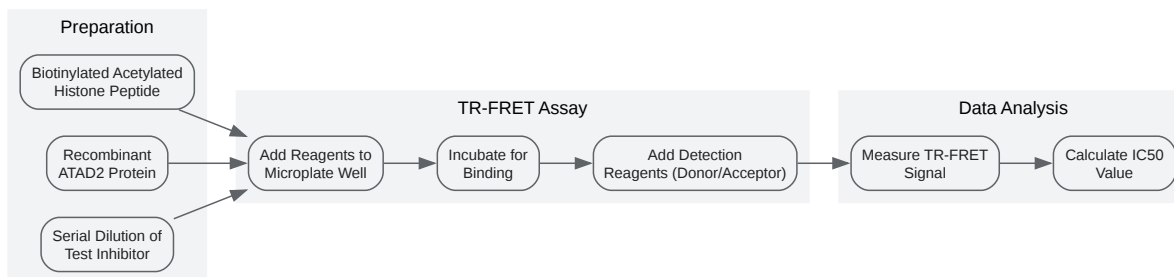 Preparation
Biotinylated Acetylated
Histone Peptide
Recombinant
ATAD2 Protein
Serial Dilution of
Test Inhibitor
TR-FRET Assay
Add Reagents to
Microplate Well
Incubate for
Binding
Add Detection
Reagents (Donor/Acceptor)
Data Analysis
Measure TR-FRET
Signal
Calculate IC50
Value